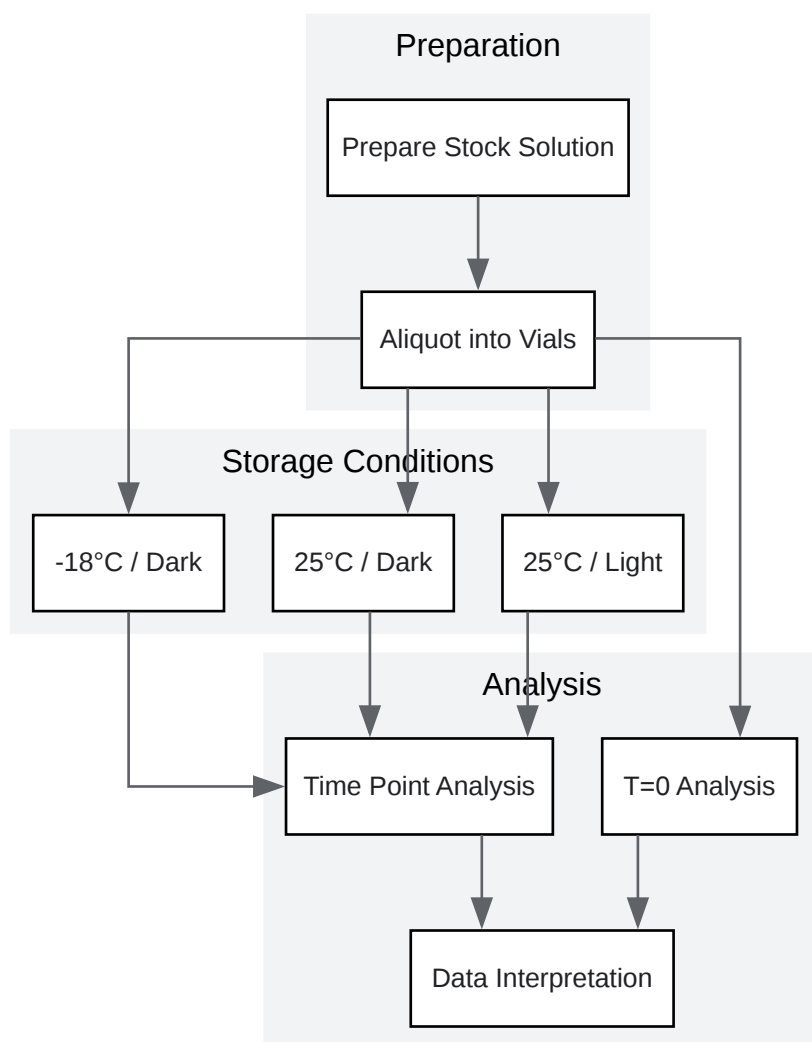 Preparation
Prepare Stock Solution
Aliquot into Vials
Storage Conditions
-18°C / Dark
25°C / Dark
25°C / Light
Analysis
Time Point Analysis
T=0 Analysis
Data Interpretation